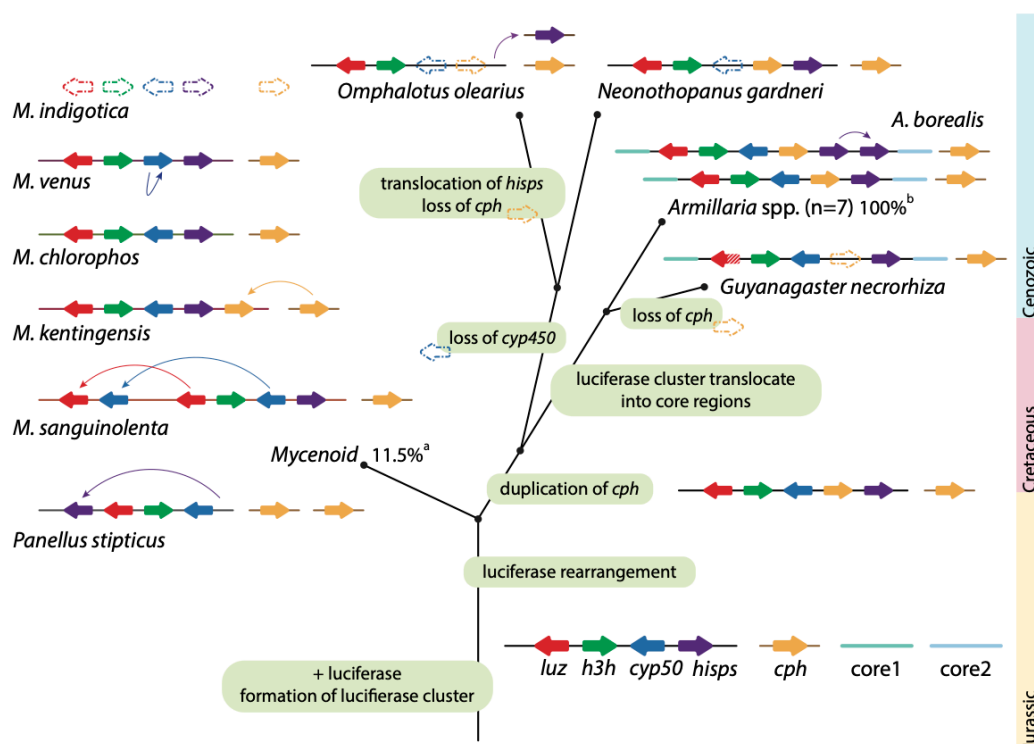 Omphalotus olearius
Neonothopanus gardneri
M. indigotica
A. borealis
M. venus
translocation of hisps
loss of cph
Armillaria spp. (n=7) 100%b
M. chlorophos
Guyanagaster necrorhiza
M. kentingensis
loss of cph
loss of cyp450
luciferase cluster translocate
into core regions
M. sanguinolenta
Mycenoid 11.5%a
duplication of cph
Panellus stipticus
luciferase rearrangement
luz h3h cyp50 hisps cph core1 core2
+ luciferase
formation of luciferase cluster
Cenozoic
Cretaceous
urassic